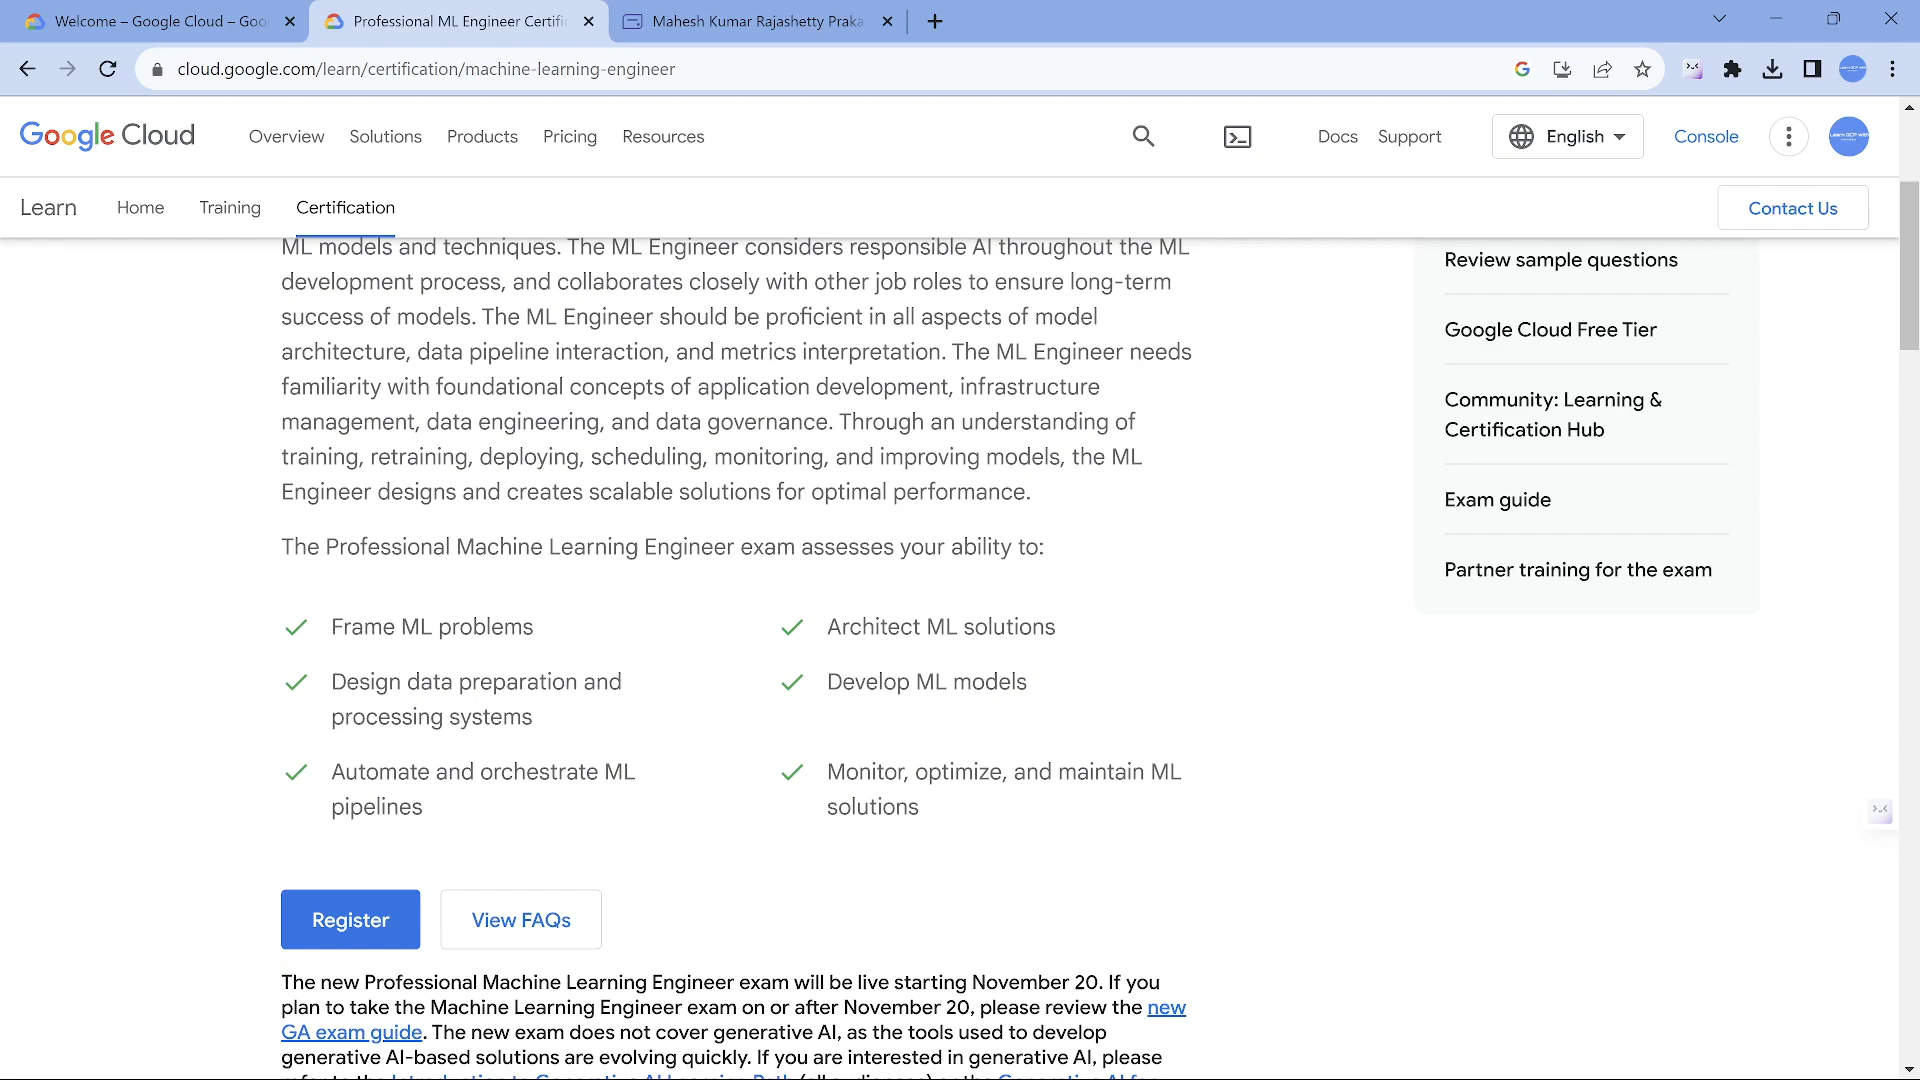 Welcome – Google Cloud – Goo
Professional ML Engineer Certifi
Mahesh Kumar Rajashetty Praka
cloud.google.com/learn/certification/machine-learning-engineer
Google Cloud
Overview
Solutions
Products
Pricing
Resources
Docs
Support
English
Console
Learn
Home
Training
Certification
Contact Us
ML models and techniques. The ML Engineer considers responsible AI throughout the ML
development process, and collaborates closely with other job roles to ensure long-term
success of models. The ML Engineer should be proficient in all aspects of model
architecture, data pipeline interaction, and metrics interpretation. The ML Engineer needs
familiarity with foundational concepts of application development, infrastructure
management, data engineering, and data governance. Through an understanding of
training, retraining, deploying, scheduling, monitoring, and improving models, the ML
Engineer designs and creates scalable solutions for optimal performance.
The Professional Machine Learning Engineer exam assesses your ability to:
Frame ML problems
Architect ML solutions
Design data preparation and
processing systems
Develop ML models
Automate and orchestrate ML
pipelines
Monitor, optimize, and maintain ML
solutions
Register
View FAQs
The new Professional Machine Learning Engineer exam will be live starting November 20. If you
plan to take the Machine Learning Engineer exam on or after November 20, please review the new
GA exam guide. The new exam does not cover generative AI, as the tools used to develop
generative AI-based solutions are evolving quickly. If you are interested in generative AI, please
Review sample questions
Google Cloud Free Tier
Community: Learning &
Certification Hub
Exam guide
Partner training for the exam